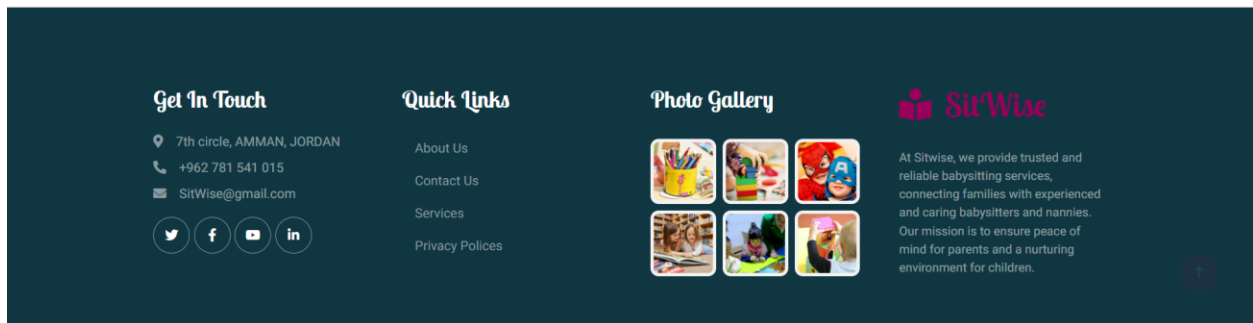 Get In Touch
7th circle, AMMAN, JORDAN
+962 781 541 015
SitWise@gmail.com
Quick Links
About Us
Contact Us
Services
Privacy Polices
Photo Gallery
SitWise
At Sitwise, we provide trusted and
reliable babysitting services,
connecting families with experienced
and caring babysitters and nannies.
Our mission is to ensure peace of
mind for parents and a nurturing
environment for children.